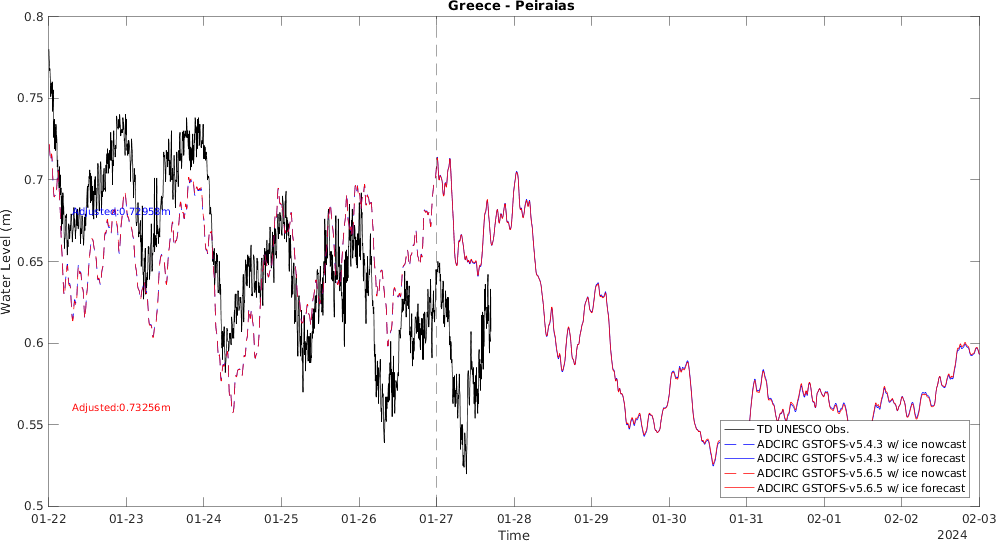 Greece - Peiraias
0.8
0.75
0.7
0.65
0.6
0.55
0.5
Water Level (m)
Adjusted:0.72958m
Adjusted:0.73256m
TD UNESCO Obs.
ADCIRC GSTOFS-v5.4.3 w/ ice nowcast
ADCIRC GSTOFS-v5.4.3 w/ ice forecast
ADCIRC GSTOFS-v5.6.5 w/ ice nowcast
ADCIRC GSTOFS-v5.6.5 w/ ice forecast
01-22 01-23 01-24 01-25 01-26 01-27 01-28 01-29 01-30 01-31 02-01 02-02 02-03
Time
2024